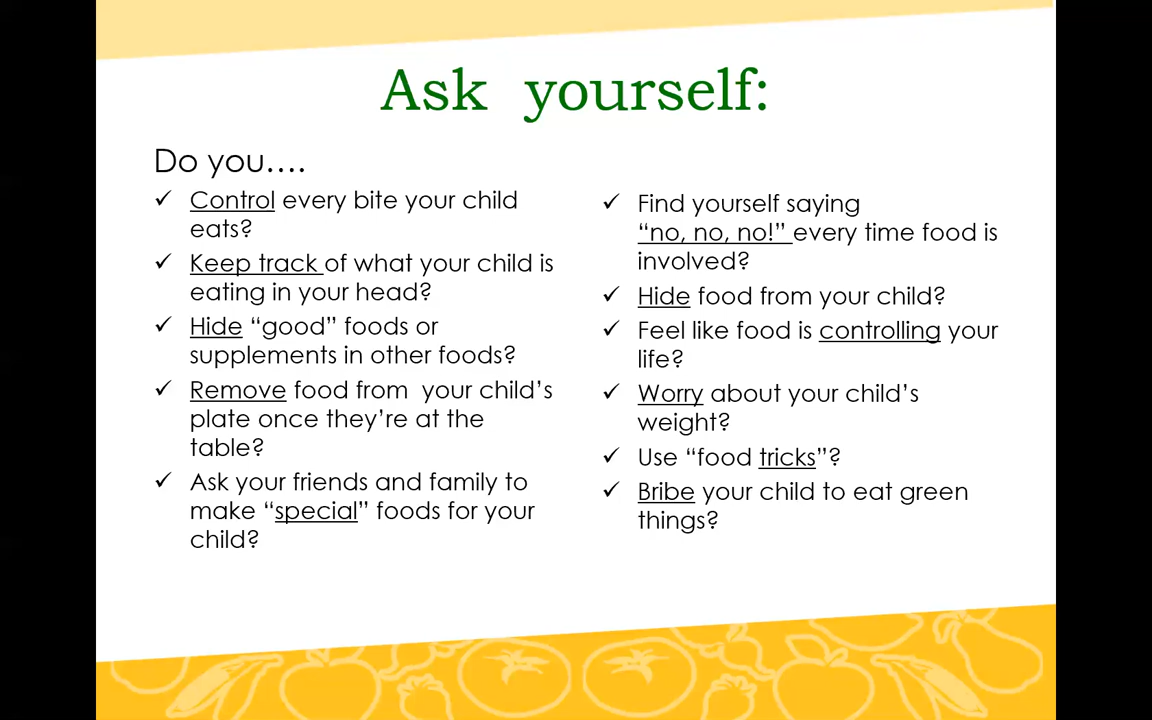 Ask yourself:
Do you....
✓ Control every bite your child
eats?
✓ Keep track of what your child is
eating in your head?
✓ Hide “good” foods or
supplements in other foods?
✓ Remove food from your child’s
plate once they’re at the
table?
✓ Ask your friends and family to
make “special” foods for your
child?
✓ Find yourself saying
“no, no, no!” every time food is
involved?
✓ Hide food from your child?
✓ Feel like food is controlling your
life?
✓ Worry about your child’s
weight?
✓ Use “food tricks”?
✓ Bribe your child to eat green
things?